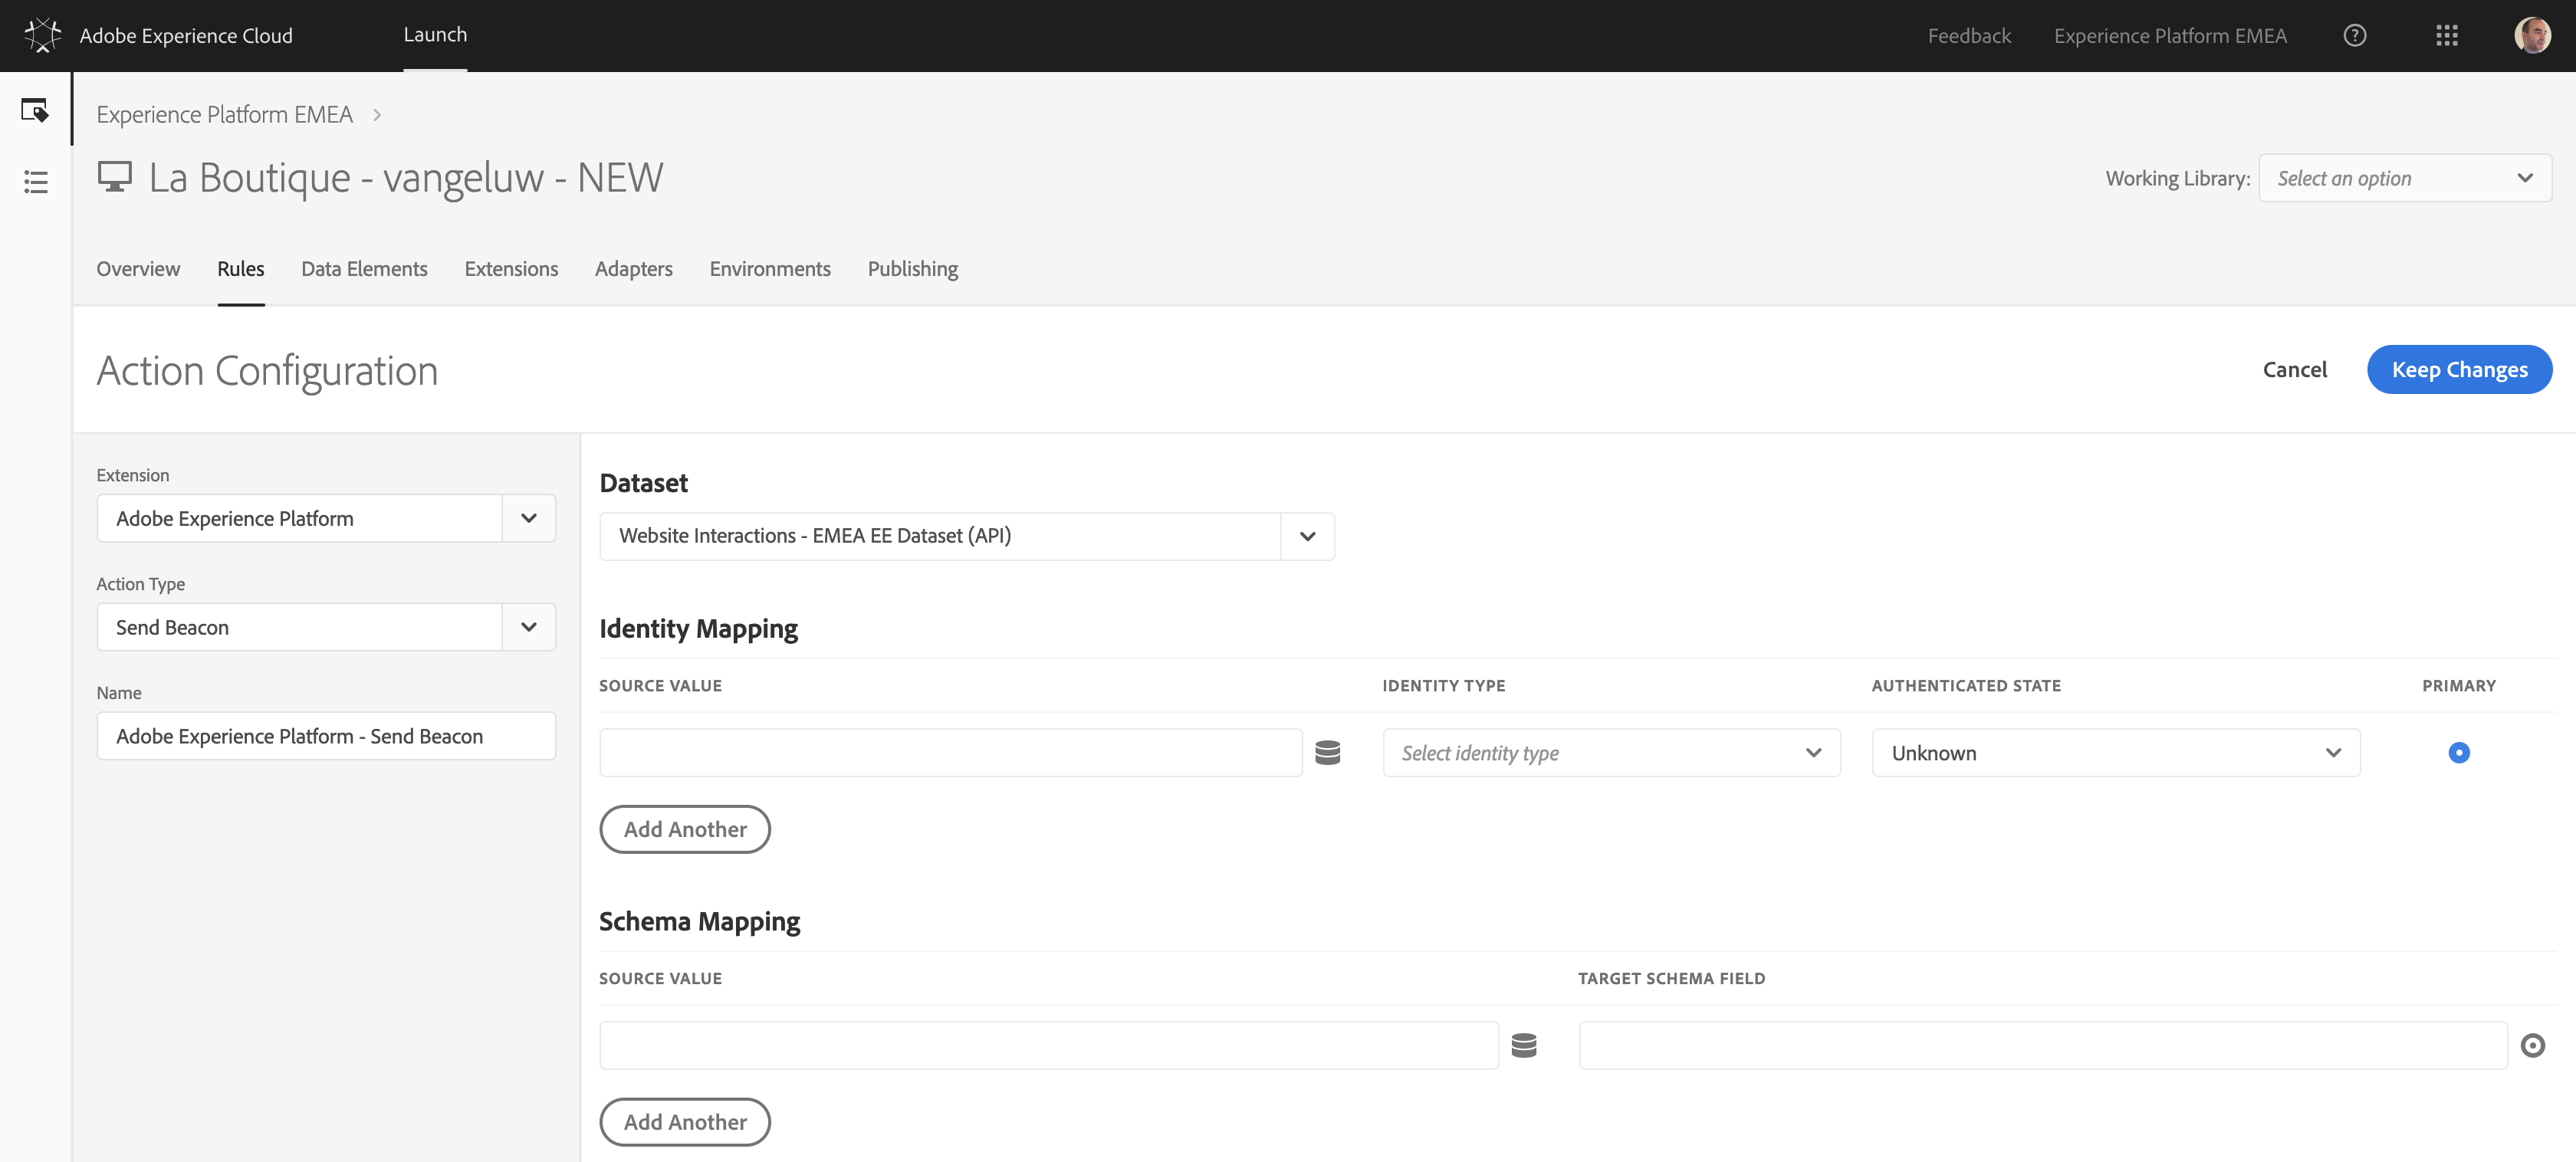 Adobe Experience Cloud
Launch
Feedback
Experience Platform EMEA
Experience Platform EMEA
La Boutique - vangeluw - NEW
Working Library:
Select an option
Overview
Rules
Data Elements
Extensions
Adapters
Environments
Publishing
Action Configuration
Cancel
Keep Changes
Extension
Adobe Experience Platform
Action Type
Send Beacon
Name
Adobe Experience Platform - Send Beacon
Dataset
Website Interactions - EMEA EE Dataset (API)
Identity Mapping
SOURCE VALUE
IDENTITY TYPE
AUTHENTICATED STATE
PRIMARY
Select identity type
Unknown
Add Another
Schema Mapping
SOURCE VALUE
TARGET SCHEMA FIELD
Add Another